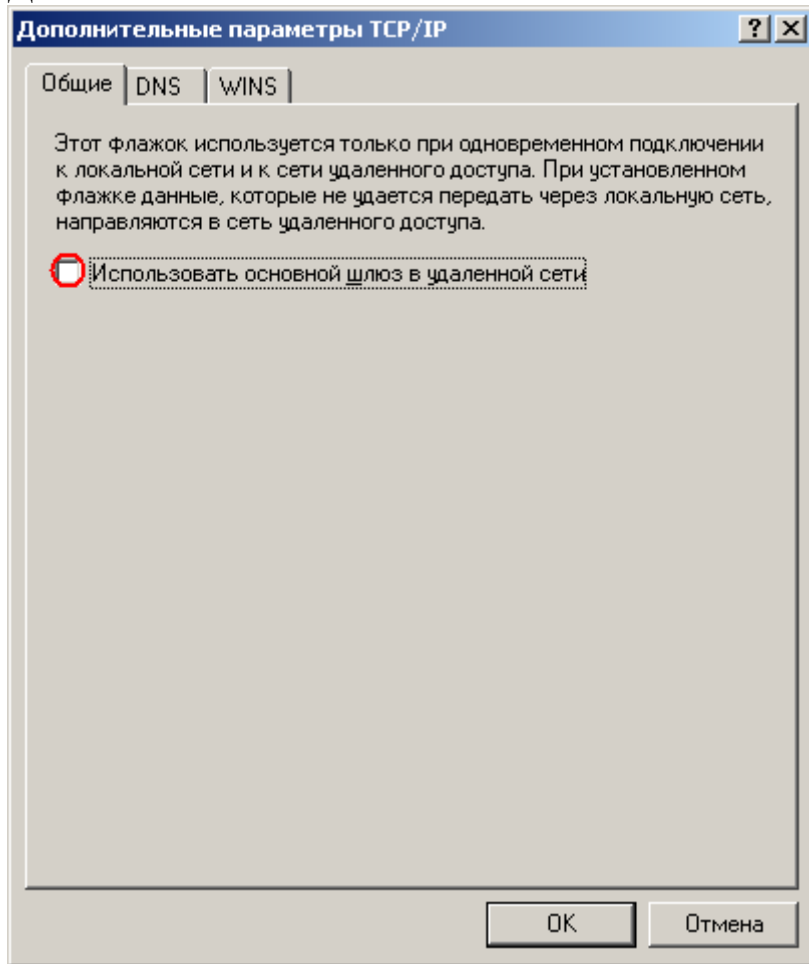 Дополнительные параметры TCP/IP
Общие DNS WINS
Этот флажок используется только при одновременном подключении
к локальной сети и к сети удаленного доступа. При установленном
флажке данные, которые не удается передать через локальную сеть,
направляются в сеть удаленного доступа.
Использовать основной шлюз в удаленной сети
OK Отмена